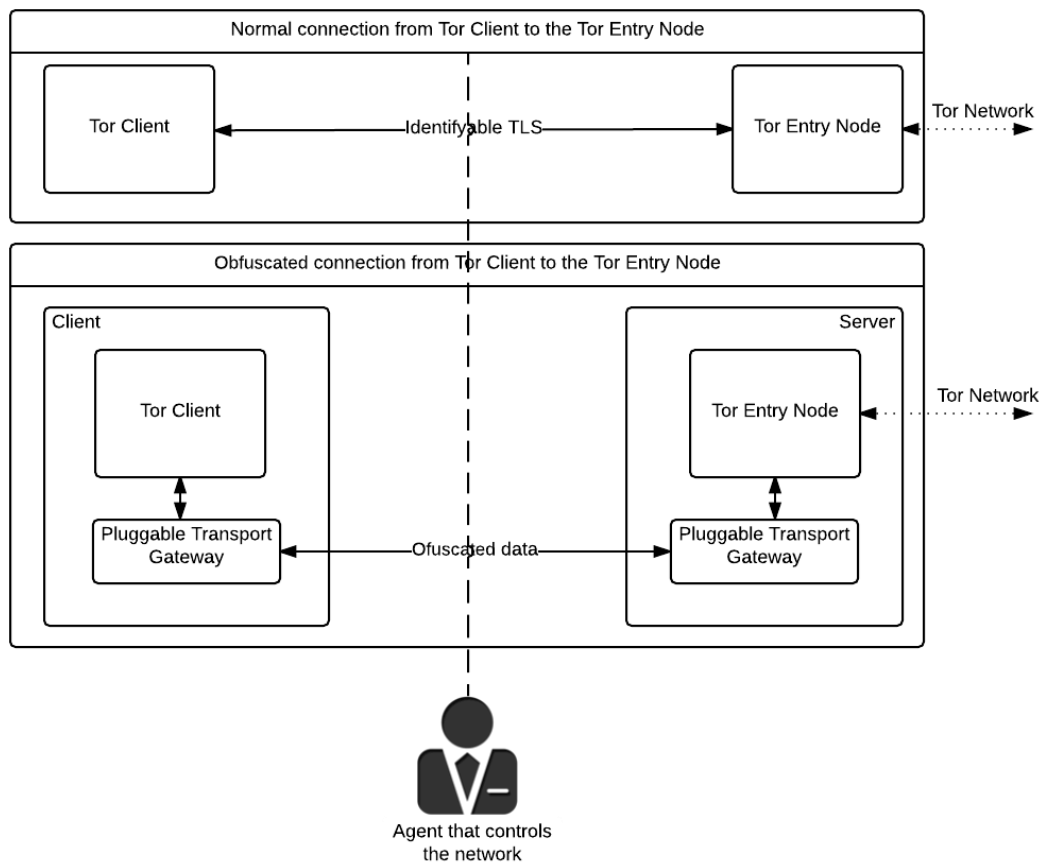 Normal connection from Tor Client to the Tor Entry Node
Tor Client
Identifyable TLS
Tor Entry Node
Tor Network
Obfuscated connection from Tor Client to the Tor Entry Node
Client
Server
Tor Client
Tor Entry Node
Tor Network
Pluggable Transport
Gateway
Ofuscated data
Pluggable Transport
Gateway
Agent that controls
the network